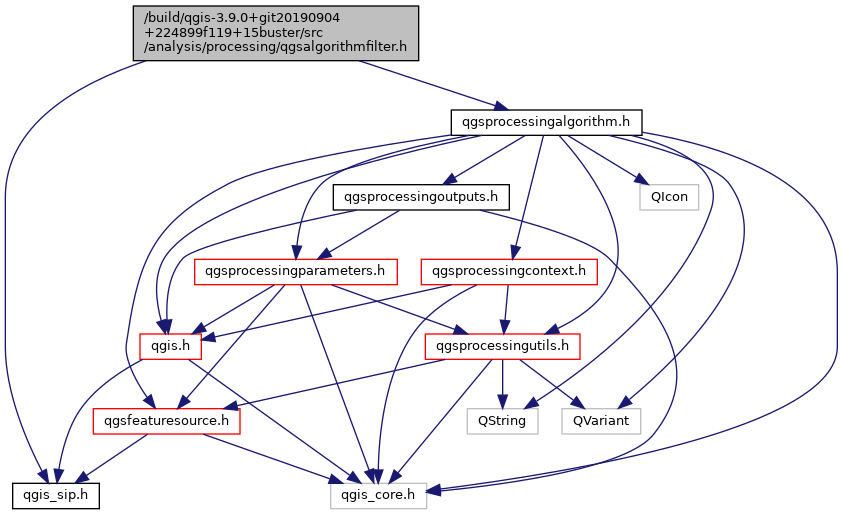 /build/qgis-3.9.0+git20190904
+224899f119+15buster/src
/analysis/processing/qgsalgorithmfilter.h
qgsprocessingalgorithm.h
qgsprocessingoutputs.h
QIcon
qgsprocessingparameters.h
qgsprocessingcontext.h
qgis.h
qgsprocessingutils.h
qgsfeaturesource.h
QString
QVariant
qgis_sip.h
qgis_core.h